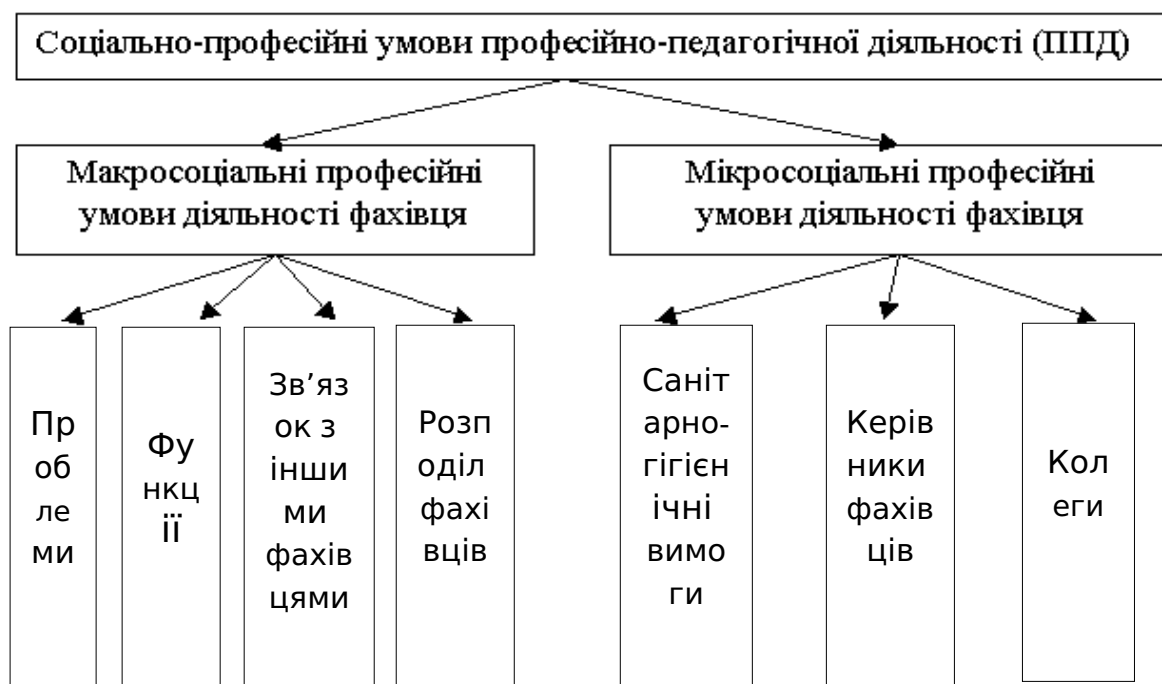 Соціально-професійні умови професійно-педагогічної діяльності (ППД)
Макросоціальні професійні
умови діяльності фахівця
Мікросоціальні професійні
умови діяльності фахівця
Пр
об
ле
ми
Фу
нкц
ії
Зв’яз
ок з
інши
ми
фахів
цями
Розп
оділ
фахі
вців
Саніт
арно-
гігієн
ічні
вимо
ги
Керів
ники
фахів
ців
Кол
еги